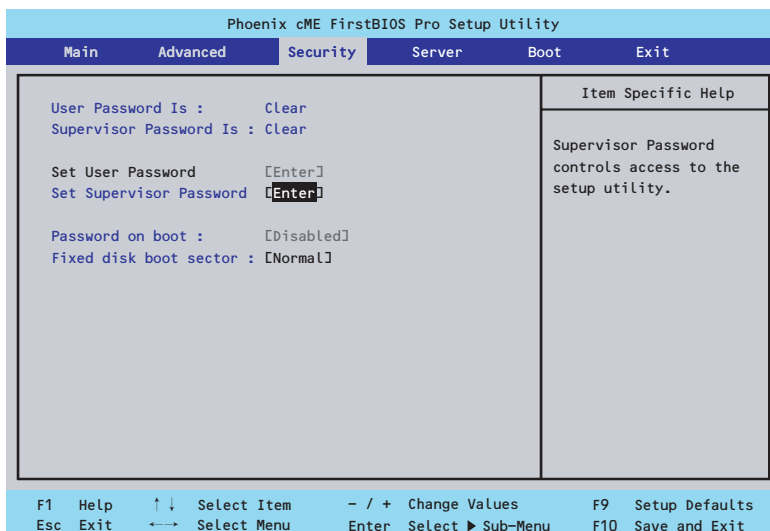 Phoenix cME FirstBIOS Pro Setup Utility
Main Advanced Security Server Boot Exit
User Password Is : Clear
Supervisor Password Is : Clear
Set User Password [Enter]
Set Supervisor Password [Enter]
Password on boot : [Disabled]
Fixed disk boot sector : [Normal]
Item Specific Help
Supervisor Password
controls access to the
setup utility.
F1 Help ↑↓ Select Item - / + Change Values F9 Setup Defaults
Esc Exit ←→ Select Menu Enter Select ▶ Sub-Menu F10 Save and Exit